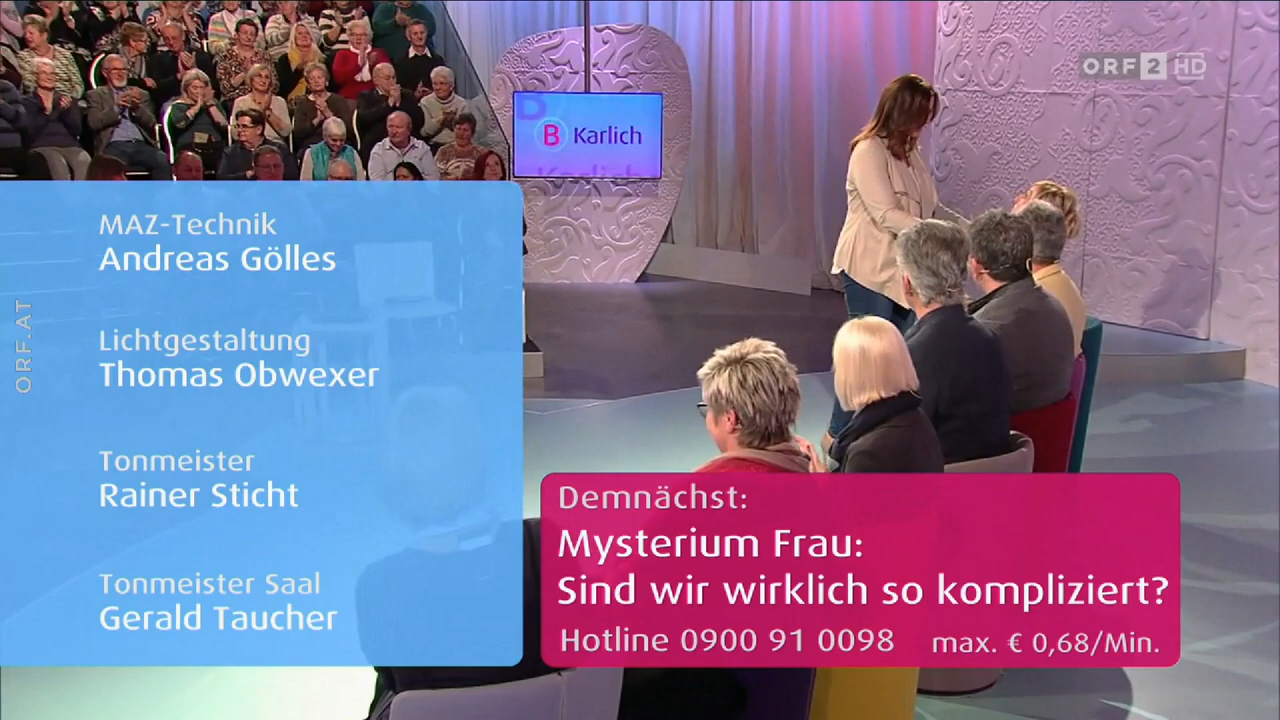 ORF 2 HD
B Karlich
MAZ-Technik
Andreas Gölles
Lichtgestaltung
Thomas Obwexer
Tonmeister
Rainer Sticht
Tonmeister Saal
Gerald Taucher
ORF.AT
Demnächst:
Mysterium Frau:
Sind wir wirklich so kompliziert?
Hotline 0900 91 0098 max. € 0,68/Min.